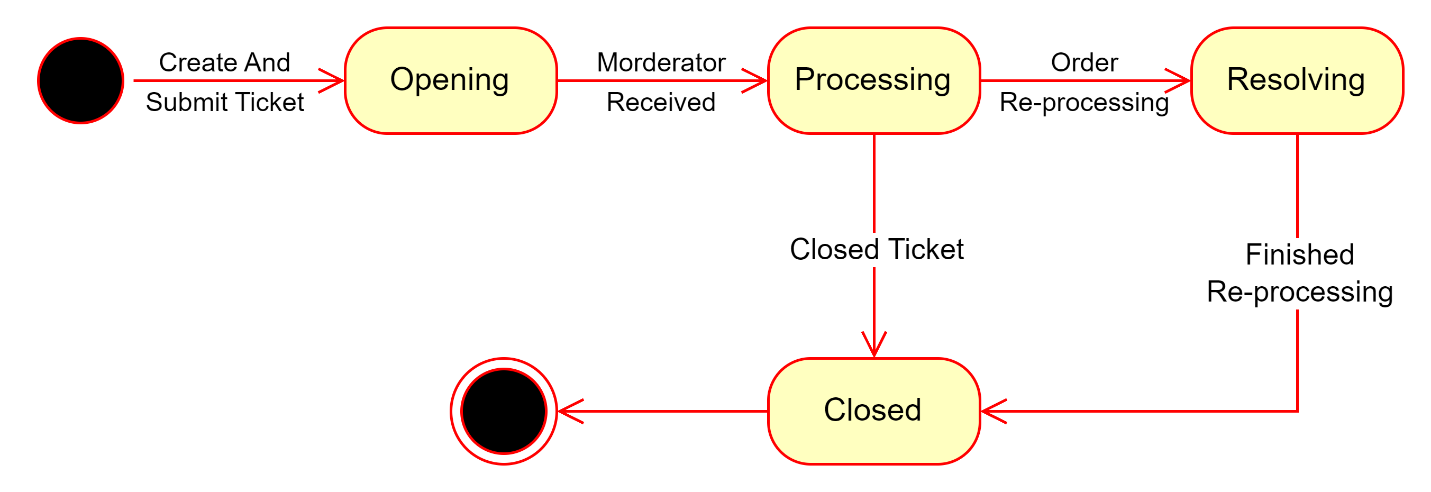 Create And
Submit Ticket
Opening
Morderator
Received
Processing
Order
Re-processing
Resolving
Closed Ticket
Finished
Re-processing
Closed